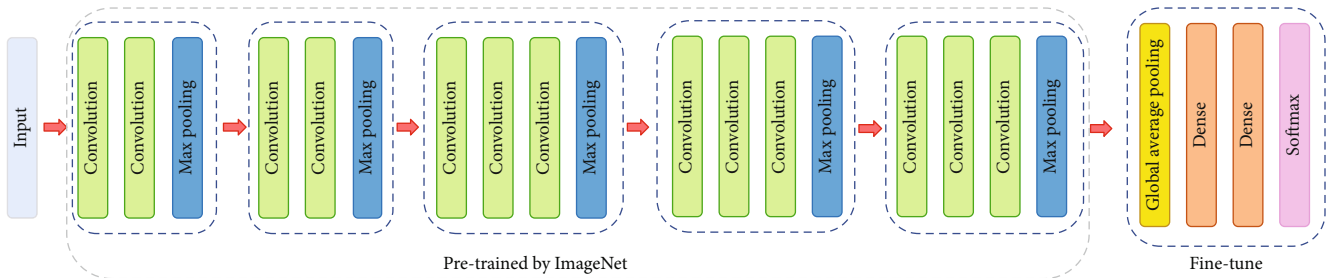 Input
Convolution
Convolution
Max pooling
Convolution
Convolution
Max pooling
Convolution
Convolution
Convolution
Max pooling
Convolution
Convolution
Convolution
Max pooling
Convolution
Convolution
Convolution
Max pooling
Global average pooling
Dense
Dense
Softmax
Pre-trained by ImageNet
Fine-tune